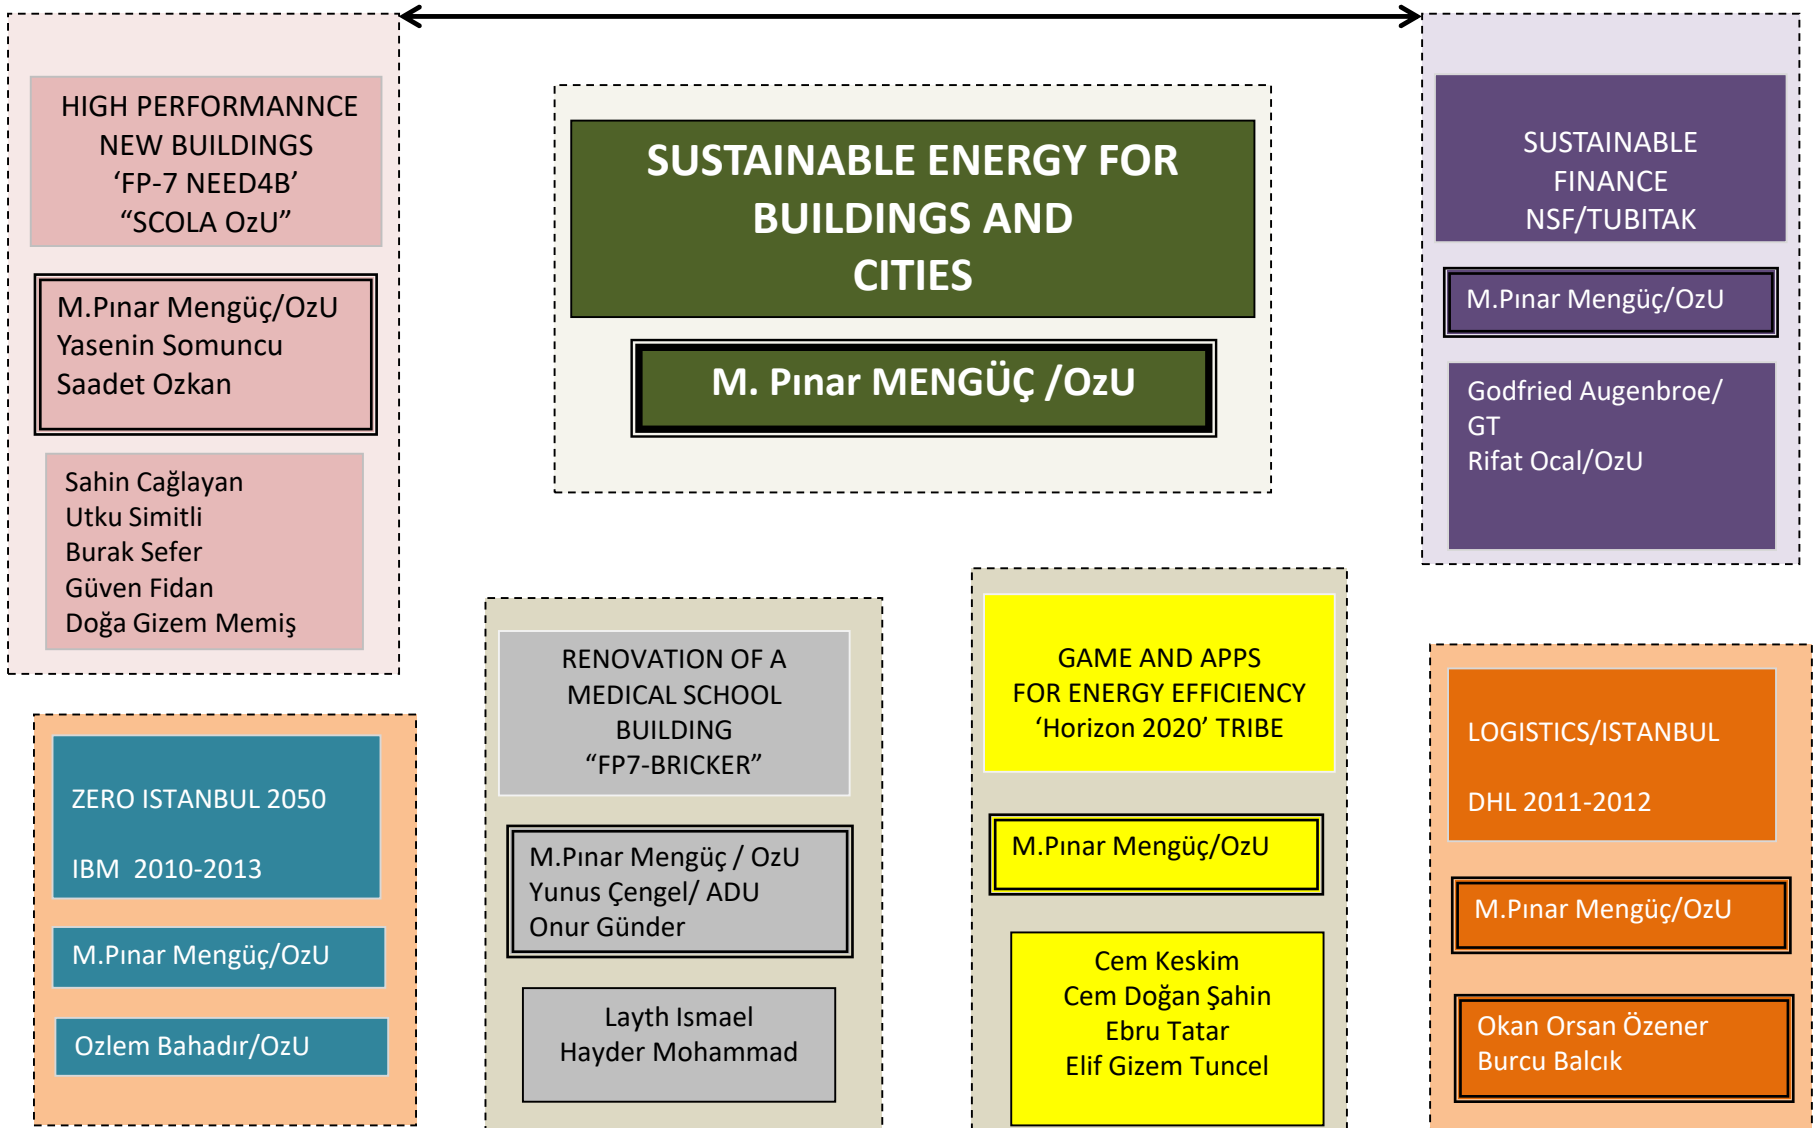 HIGH PERFORMANNCE
NEW BUILDINGS
‘FP-7 NEED4B’
“SCOLA OzU”
M.Pınar Mengüç/OzU
Yasenin Somuncu
Saadet Ozkan
Sahin Cağlayan
Utku Simitli
Burak Sefer
Güven Fidan
Doğa Gizem Memiş
SUSTAINABLE ENERGY FOR
BUILDINGS AND
CITIES
M. Pınar MENGÜÇ /OzU
SUSTAINABLE
FINANCE
NSF/TUBITAK
M.Pınar Mengüç/OzU
Godfried Augenbroe/
GT
Rifat Ocal/OzU
ZERO ISTANBUL 2050
IBM 2010-2013
M.Pınar Mengüç/OzU
Ozlem Bahadır/OzU
RENOVATION OF A
MEDICAL SCHOOL
BUILDING
“FP7-BRICKER”
M.Pınar Mengüç / OzU
Yunus Çengel/ ADU
Onur Günder
Layth Ismael
Hayder Mohammad
GAME AND APPS
FOR ENERGY EFFICIENCY
‘Horizon 2020’ TRIBE
M.Pınar Mengüç/OzU
Cem Keskim
Cem Doğan Şahin
Ebru Tatar
Elif Gizem Tuncel
LOGISTICS/ISTANBUL
DHL 2011-2012
M.Pınar Mengüç/OzU
Okan Orsan Özener
Burcu Balcık